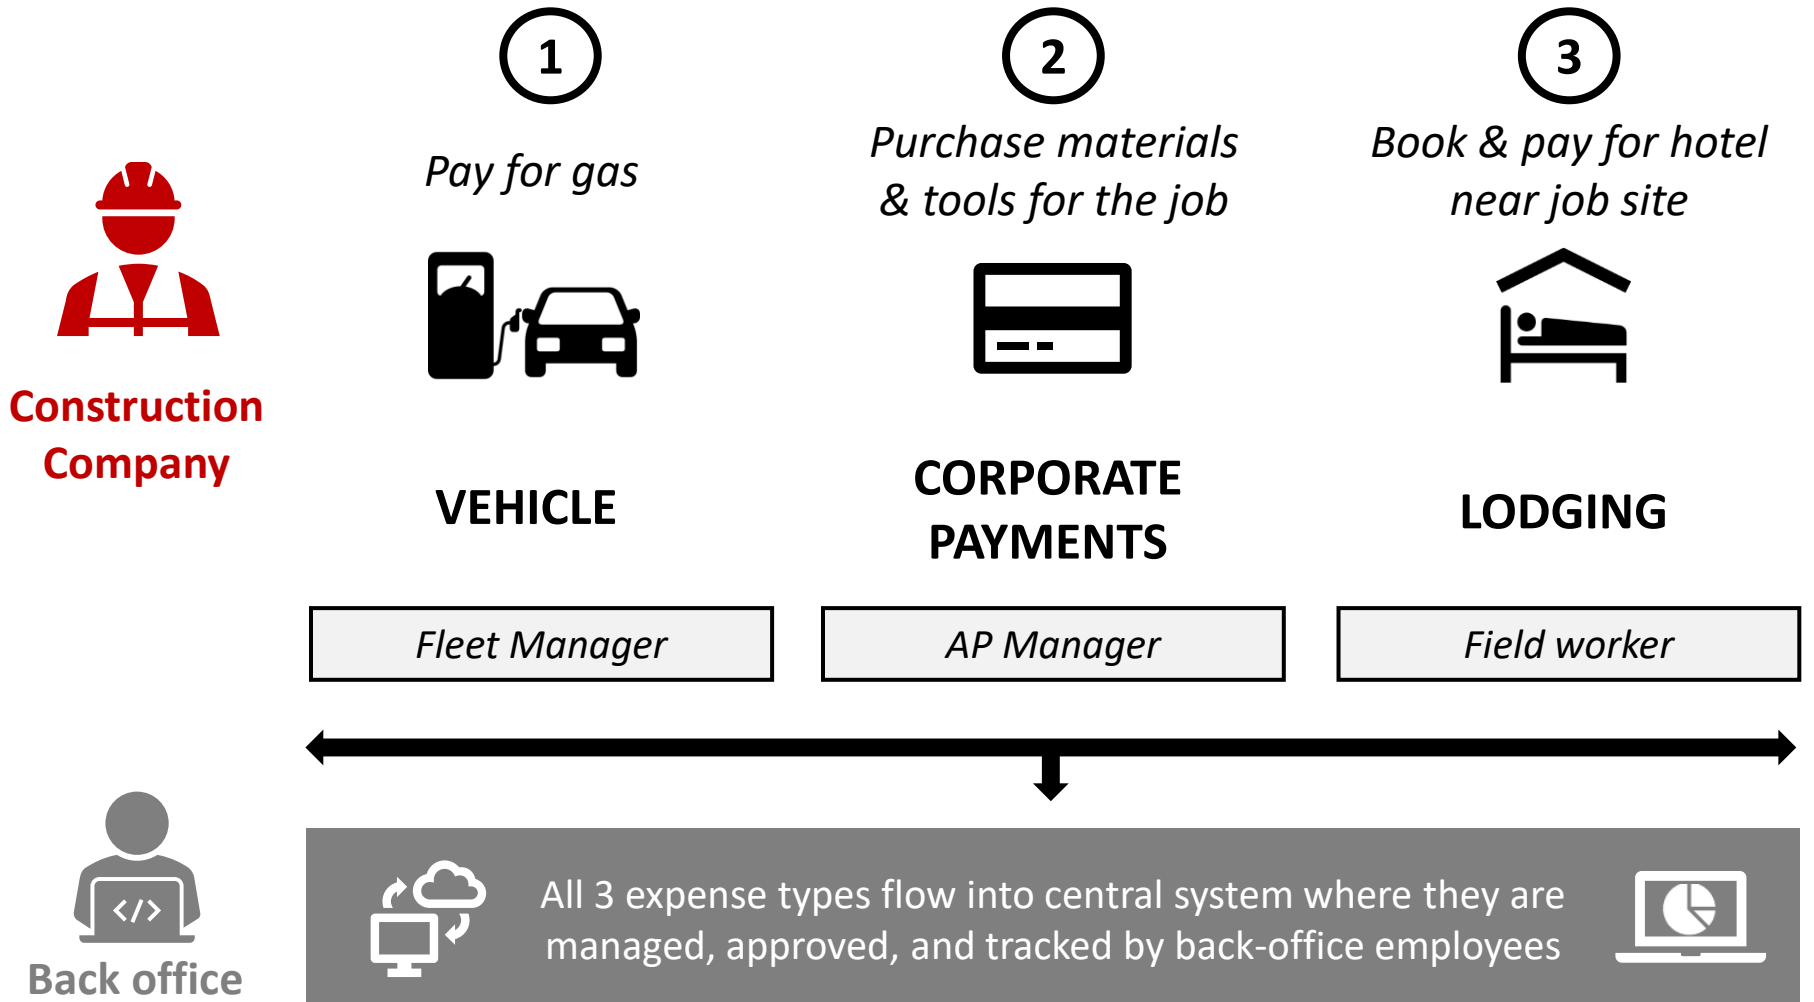 1
2
3
Pay for gas
Purchase materials
& tools for the job
Book & pay for hotel
near job site
Construction
Company
VEHICLE
CORPORATE
PAYMENTS
LODGING
Fleet Manager
AP Manager
Field worker
</>
Back office
All 3 expense types flow into central system where they are
managed, approved, and tracked by back-office employees